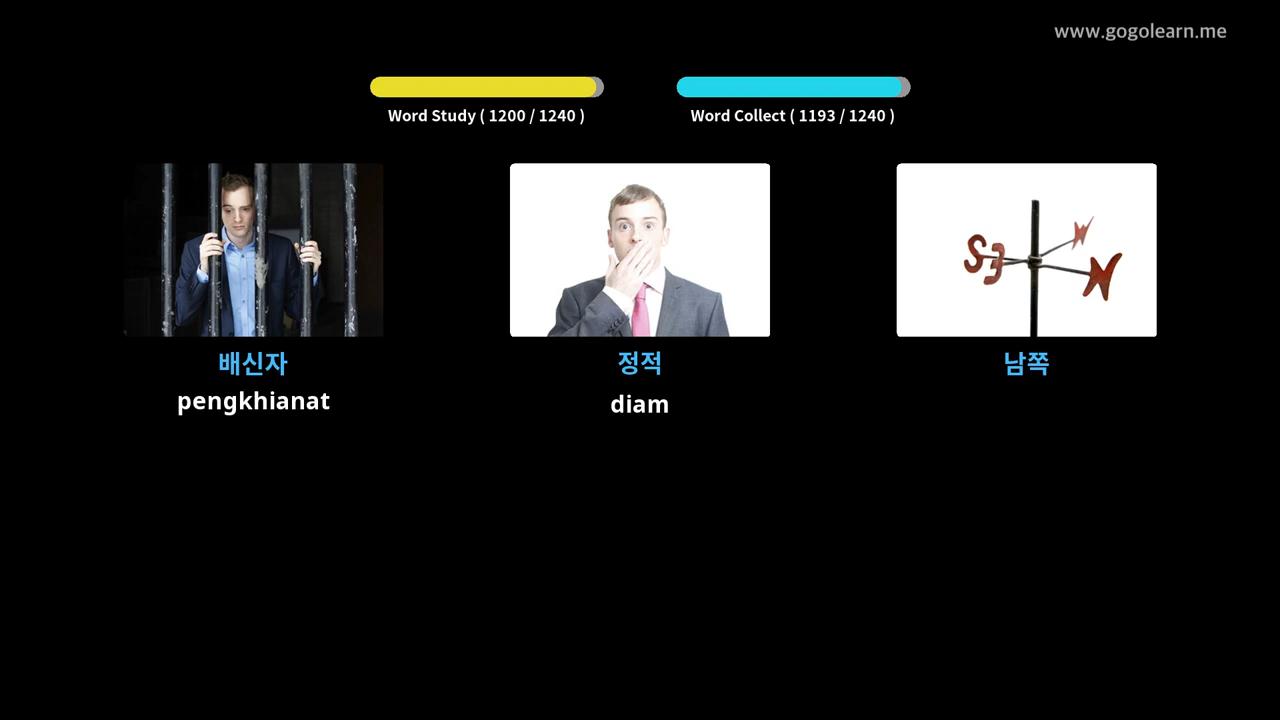 www.gogolearn.me
Word Study ( 1200 / 1240 )
Word Collect ( 1193 / 1240 )
배신자
정적
남쪽
pengkhianat
diam